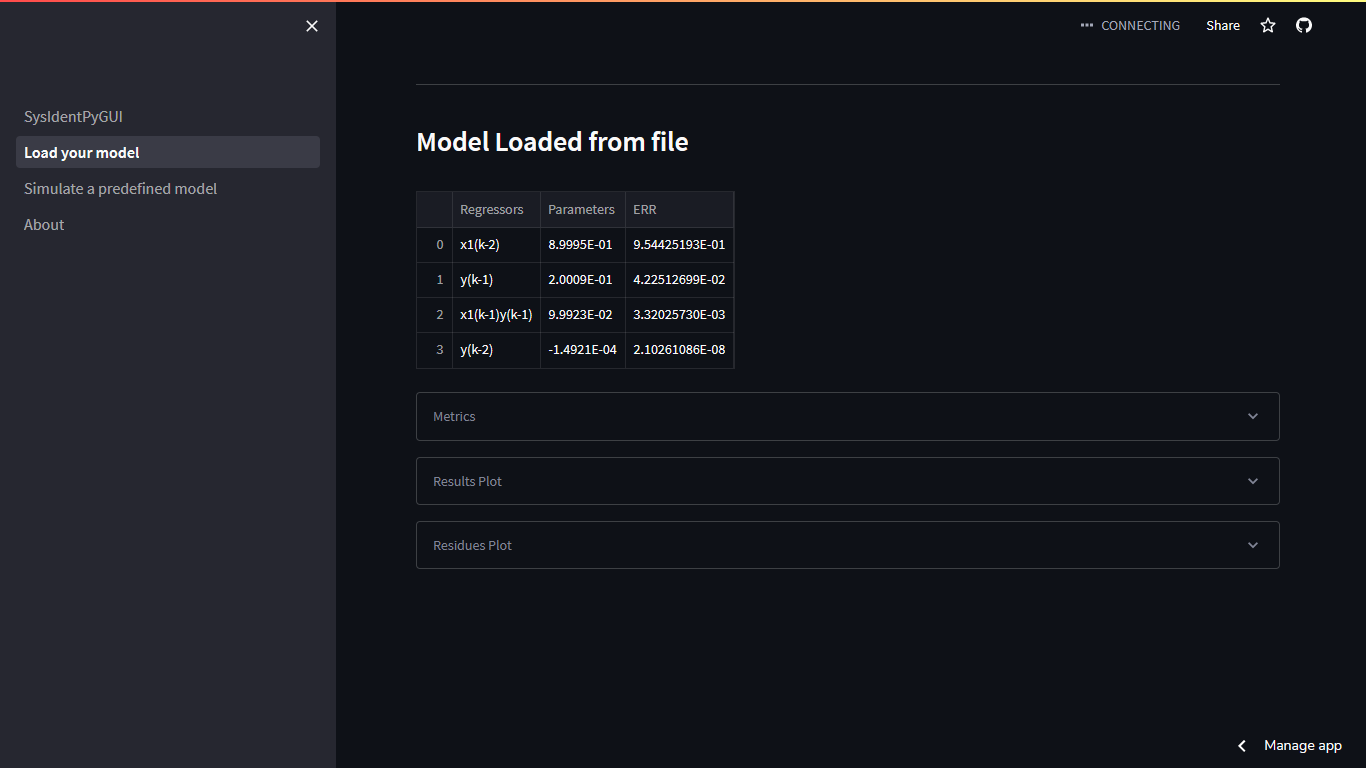 CONNECTING Share
SysIdentPyGUI
Load your model
Simulate a predefined model
About
Model Loaded from file
Regressors Parameters ERR
0 x1(k-2) 8.9995E-01 9.54425193E-01
1 y(k-1) 2.0009E-01 4.22512699E-02
2 x1(k-1)y(k-1) 9.9923E-02 3.32025730E-03
3 y(k-2) -1.4921E-04 2.10261086E-08
Metrics
Results Plot
Residues Plot
Manage app